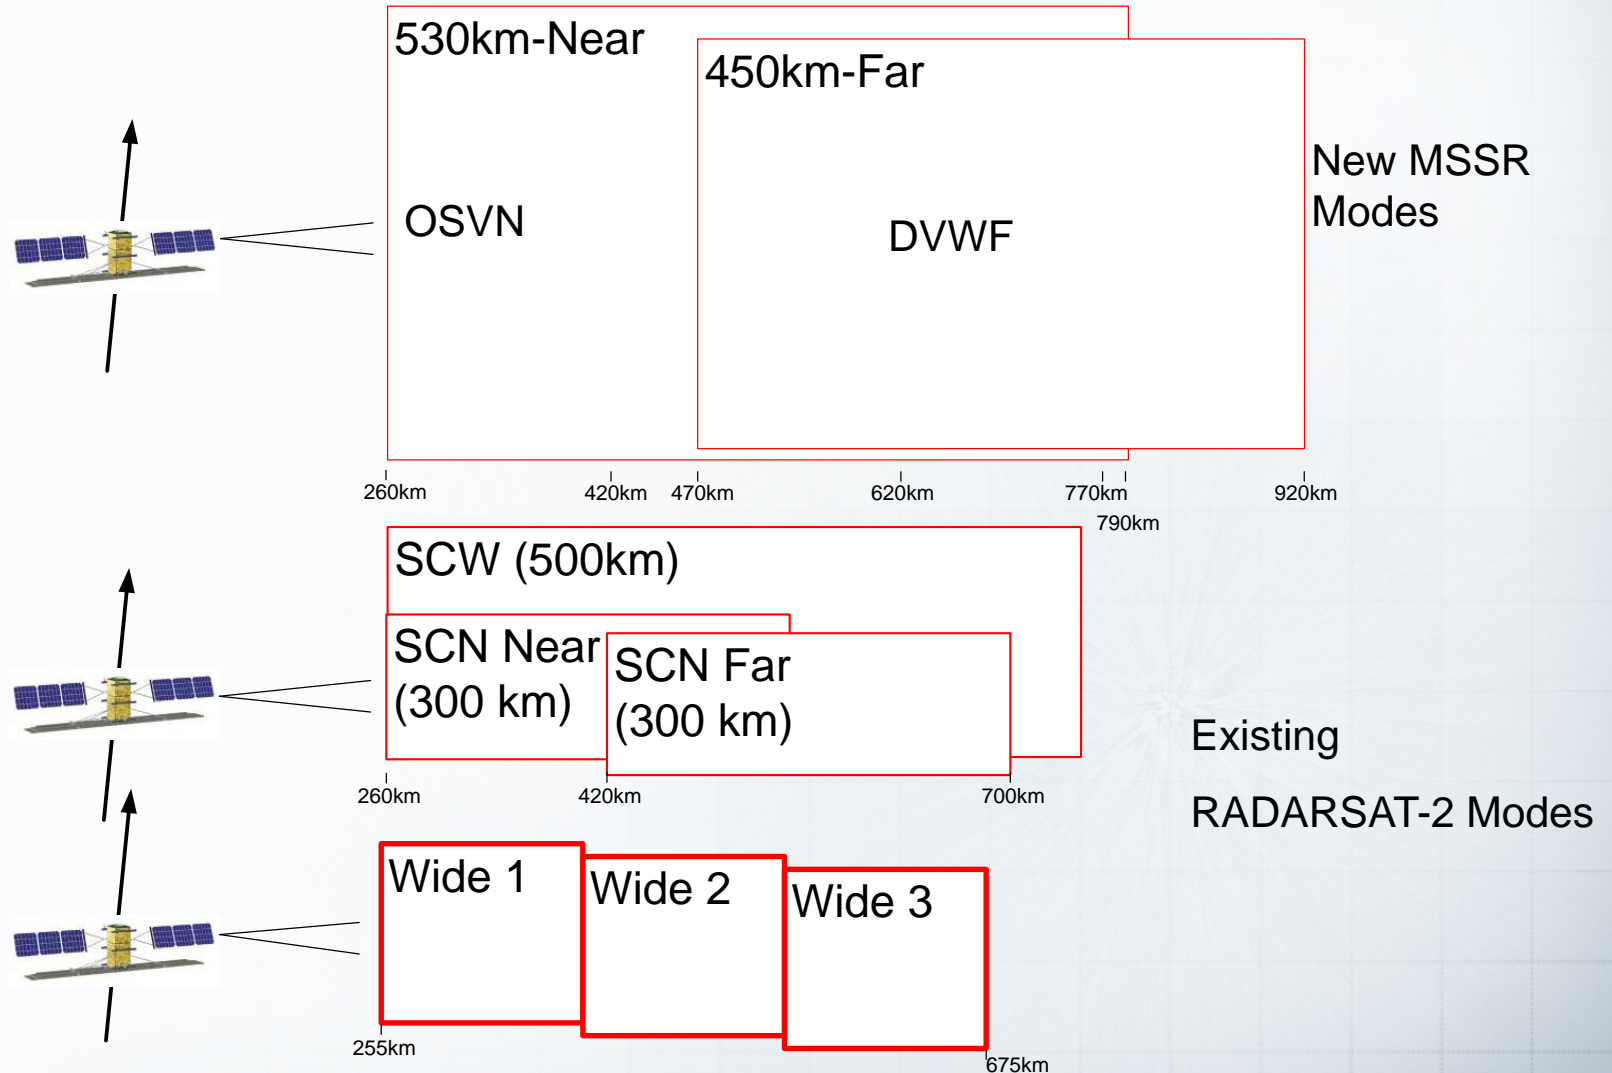 530km-Near
450km-Far
New MSSR
Modes
OSVN
DVWF
260km
420km
470km
620km
770km
920km
790km
SCW (500km)
SCN Near
(300 km)
SCN Far
(300 km)
Existing
RADARSAT-2 Modes
260km
420km
700km
Wide 1
Wide 2
Wide 3
255km
675km